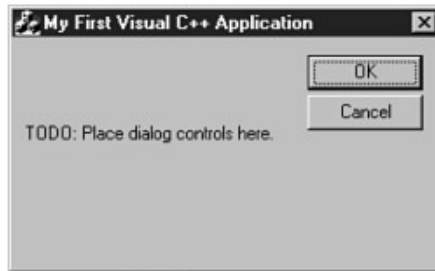 My First Visual C++ Application
OK
Cancel
TODO: Place dialog controls here.